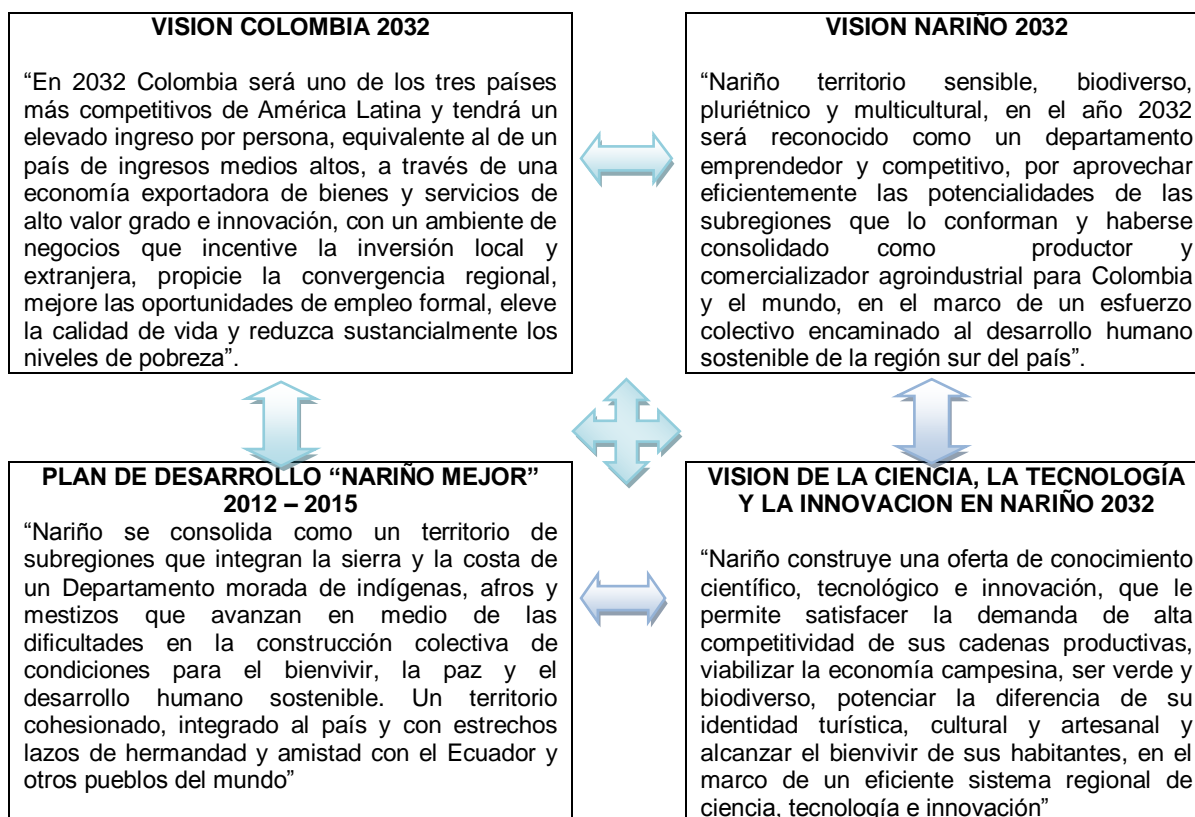 VISION COLOMBIA 2032
“En 2032 Colombia será uno de los tres países
más competitivos de América Latina y tendrá un
elevado ingreso por persona, equivalente al de un
país de ingresos medios altos, a través de una
economía exportadora de bienes y servicios de
alto valor grado e innovación, con un ambiente de
negocios que incentive la inversión local y
extranjera, propicie la convergencia regional,
mejore las oportunidades de empleo formal, eleve
la calidad de vida y reduzca sustancialmente los
niveles de pobreza”.
VISION NARIÑO 2032
“Nariño territorio sensible, biodiverso,
pluriétnico y multicultural, en el año 2032
será reconocido como un departamento
emprendedor y competitivo, por aprovechar
eficientemente las potencialidades de las
subregiones que lo conforman y haberse
consolidado como productor y
comercializador agroindustrial para Colombia
y el mundo, en el marco de un esfuerzo
colectivo encaminado al desarrollo humano
sostenible de la región sur del país”.
PLAN DE DESARROLLO “NARIÑO MEJOR”
2012 – 2015
“Nariño se consolida como un territorio de
subregiones que integran la sierra y la costa de
un Departamento morada de indígenas, afros y
mestizos que avanzan en medio de las
dificultades en la construcción colectiva de
condiciones para el bienvivir, la paz y el
desarrollo humano sostenible. Un territorio
cohesionado, integrado al país y con estrechos
lazos de hermandad y amistad con el Ecuador y
otros pueblos del mundo”
VISION DE LA CIENCIA, LA TECNOLOGÍA
Y LA INNOVACION EN NARIÑO 2032
“Nariño construye una oferta de conocimiento
científico, tecnológico e innovación, que le
permite satisfacer la demanda de alta
competitividad de sus cadenas productivas,
viabilizar la economía campesina, ser verde y
biodiverso, potenciar la diferencia de su
identidad turística, cultural y artesanal y
alcanzar el bienvivir de sus habitantes, en el
marco de un eficiente sistema regional de
ciencia, tecnología e innovación”